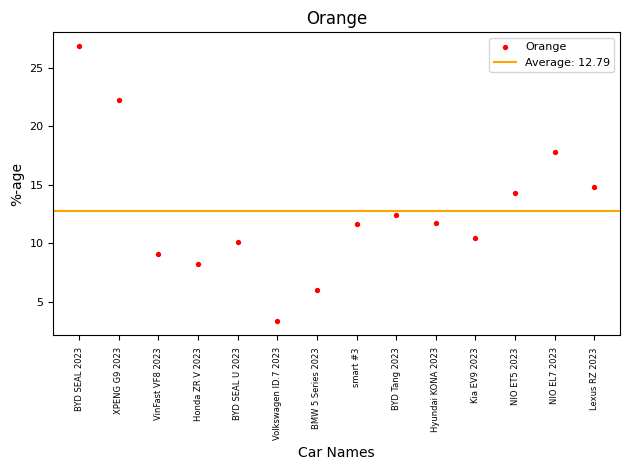 Orange
Orange
Average: 12.79
%-age
25
20
15
10
5
BYD SEAL 2023
XPENG G9 2023
VinFast VF8 2023
Honda ZR V 2023
BYD SEAL U 2023
Volkswagen ID.7 2023
BMW 5 Series 2023
smart #3
BYD Tang 2023
Hyundai KONA 2023
Kia EV9 2023
NIO ET5 2023
NIO EL7 2023
Lexus RZ 2023
Car Names